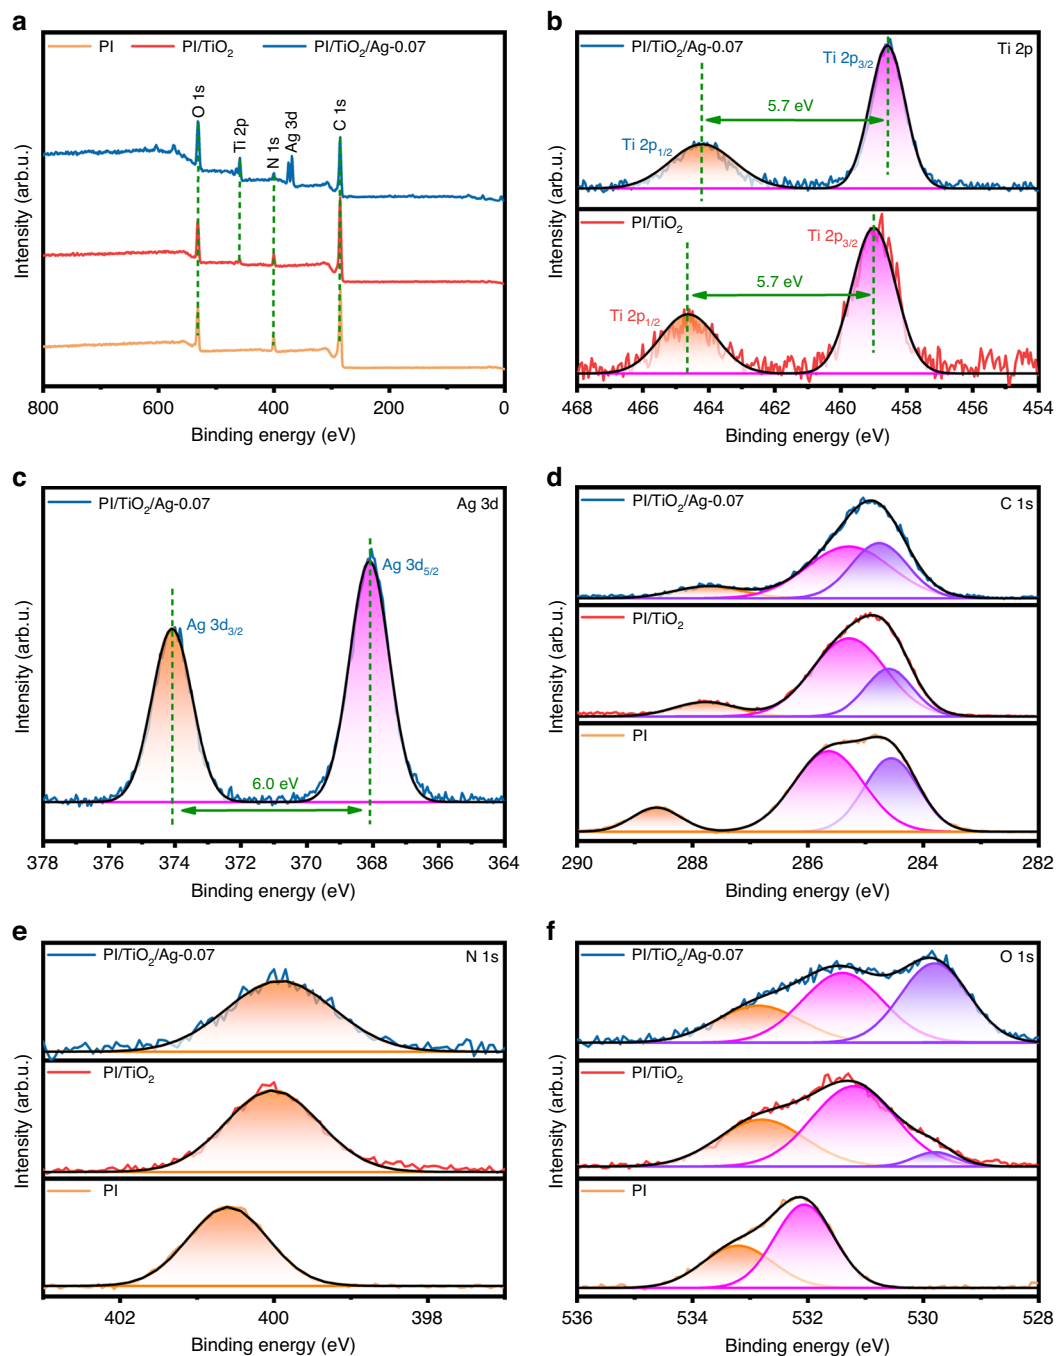 a
PI
PI/TiO2
PI/TiO2/Ag-0.07
O 1s
Ti 2p
N 1s
Ag 3d
C 1s
Intensity (arb.u.)
800 600 400 200 0
Binding energy (eV)
b
PI/TiO2/Ag-0.07
Ti 2p
Ti 2p3/2
5.7 eV
Ti 2p1/2
PI/TiO2
Ti 2p3/2
5.7 eV
Ti 2p1/2
Intensity (arb.u.)
468 466 464 462 460 458 456 454
Binding energy (eV)
c
PI/TiO2/Ag-0.07
Ag 3d
Ag 3d5/2
Ag 3d3/2
6.0 eV
Intensity (arb.u.)
378 376 374 372 370 368 366 364
Binding energy (eV)
d
PI/TiO2/Ag-0.07
C 1s
PI/TiO2
PI
Intensity (arb.u.)
290 288 286 284 282
Binding energy (eV)
e
PI/TiO2/Ag-0.07
N 1s
PI/TiO2
PI
Intensity (arb.u.)
402 400 398
Binding energy (eV)
f
PI/TiO2/Ag-0.07
O 1s
PI/TiO2
PI
Intensity (arb.u.)
536 534 532 530 528
Binding energy (eV)